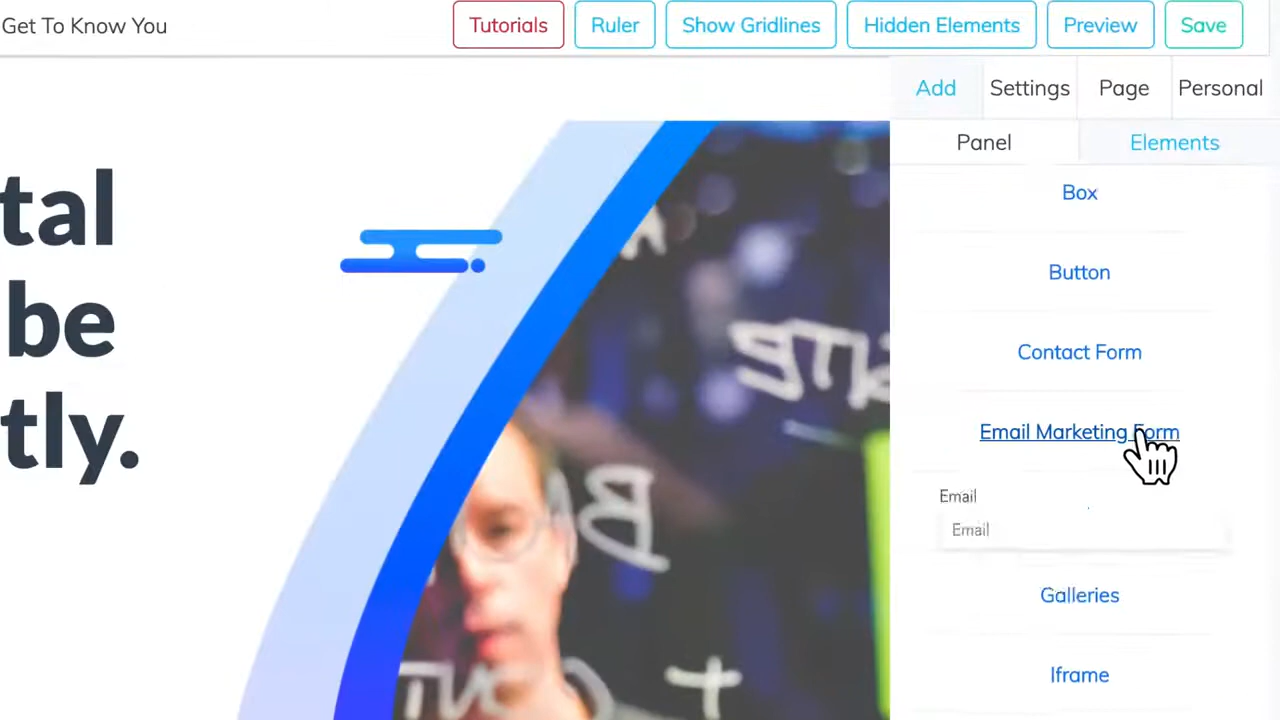 Get To Know You
Tutorials
Ruler
Show Gridlines
Hidden Elements
Preview
Save
Add
Settings
Page
Personal
Panel
Elements
tal
be
tly.
Box
Button
Contact Form
Email Marketing Form
Email
Email
Galleries
Iframe